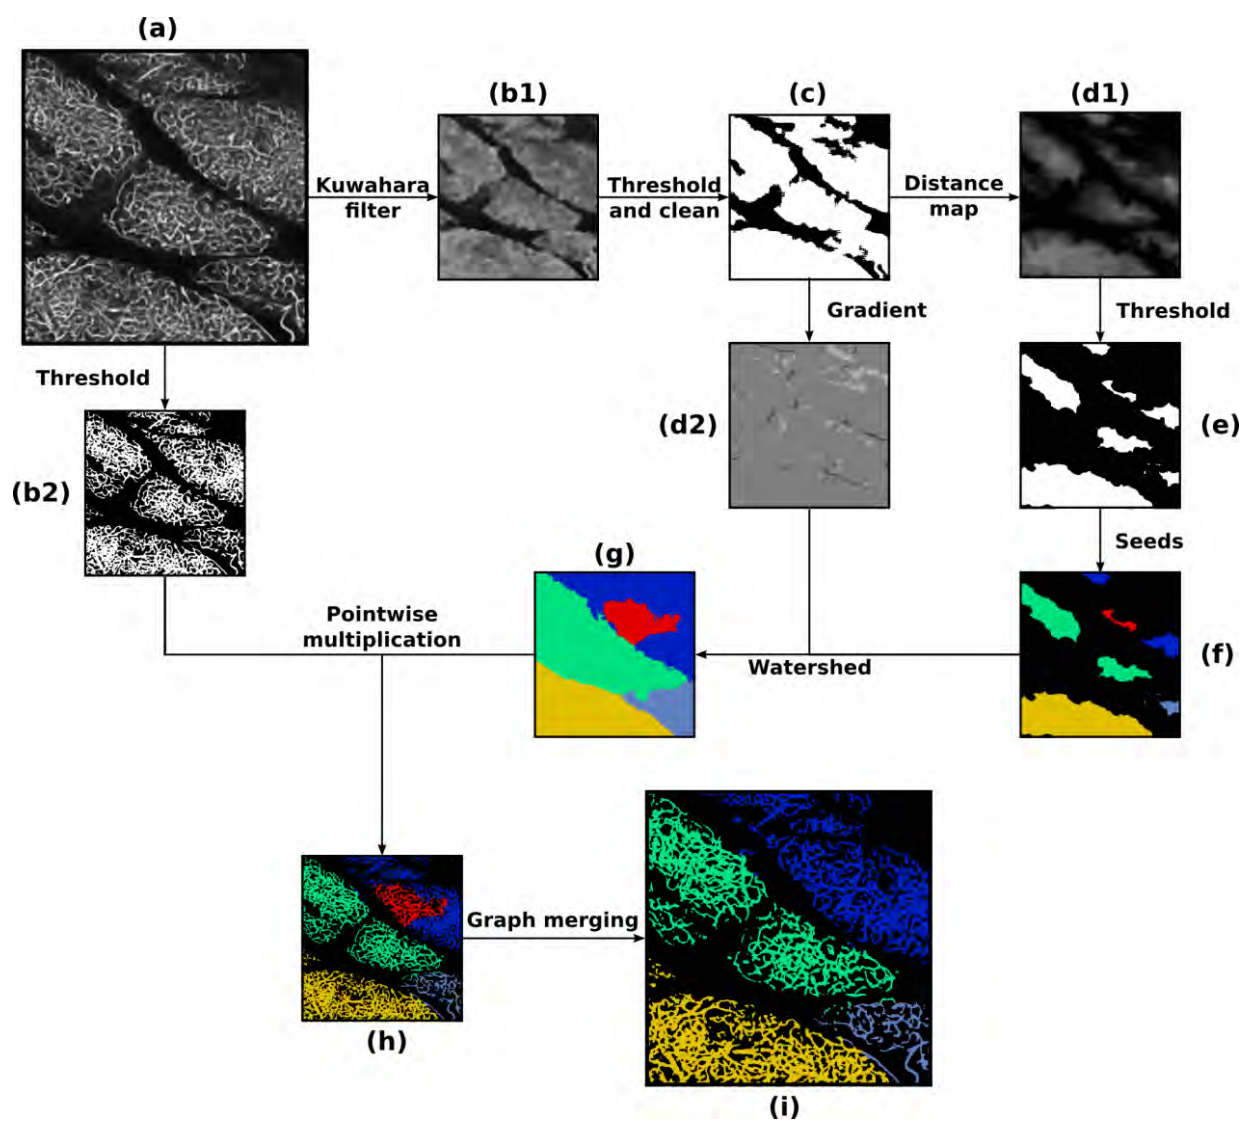 (a)
(b1)
(c)
(d1)
Kuwahara
filter
Threshold
and clean
Distance
map
Gradient
Threshold
Threshold
(d2)
(e)
(b2)
Seeds
(g)
Pointwise
multiplication
Watershed
(f)
Graph merging
(h)
(i)